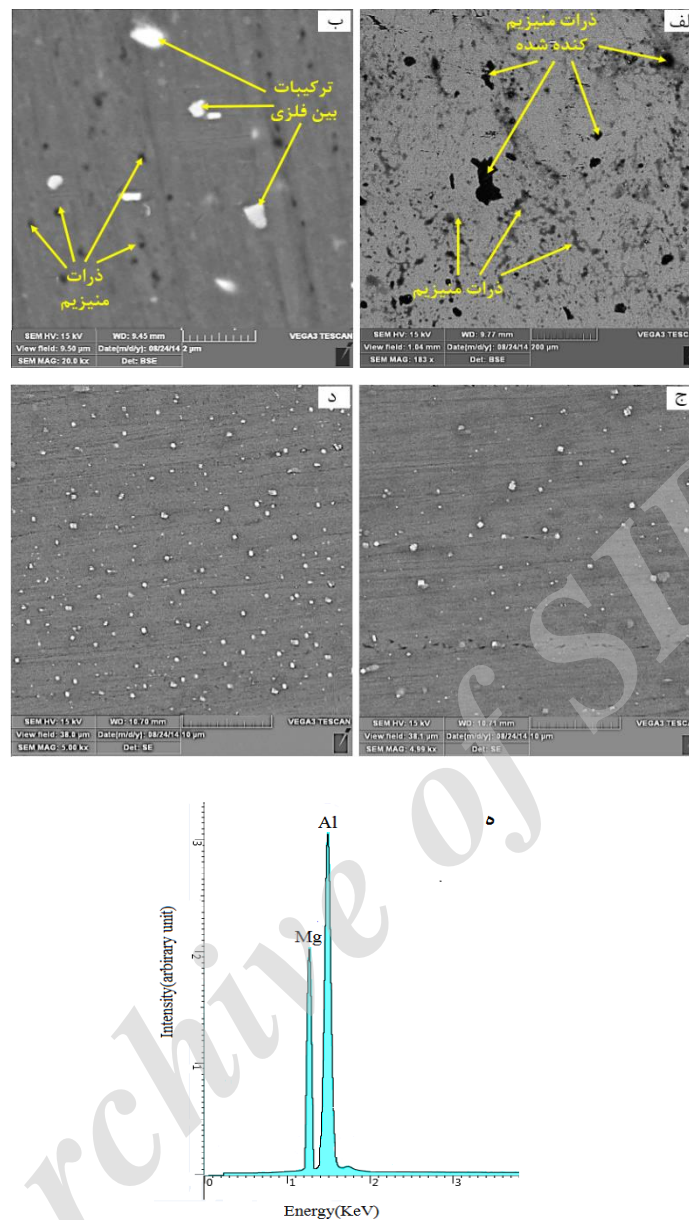 الف
ذرات منیزیم
کنده شده
ذرات منیزیم
SEM HV: 15 kV
WD: 9.77 mm
VEGA3 TESCAN
View field: 1.04 mm
Date(m/d/y): 08/24/14
200 µm
SEM MAG: 183 x
Det: BSE
ب
ترکیبات
بین فلزی
ذرات
منیزیم
SEM HV: 15 kV
WD: 9.45 mm
VEGA3 TESCAN
View field: 9.50 µm
Date(m/d/y): 08/24/14
2 µm
SEM MAG: 20.0 kx
Det: BSE
ج
SEM HV: 15 kV
WD: 10.71 mm
VEGA3 TESCAN
View field: 38.1 µm
Date(m/d/y): 08/24/14
10 µm
SEM MAG: 4.99 kx
Det: SE
د
SEM HV: 15 kV
WD: 10.70 mm
VEGA3 TESCAN
View field: 38.0 µm
Date(m/d/y): 08/24/14
10 µm
SEM MAG: 5.00 kx
Det: SE
ه
Al
Mg
3
2
1
Intensity(arbirary unit)
0 1 2 3
Energy(KeV)
rchive of SI